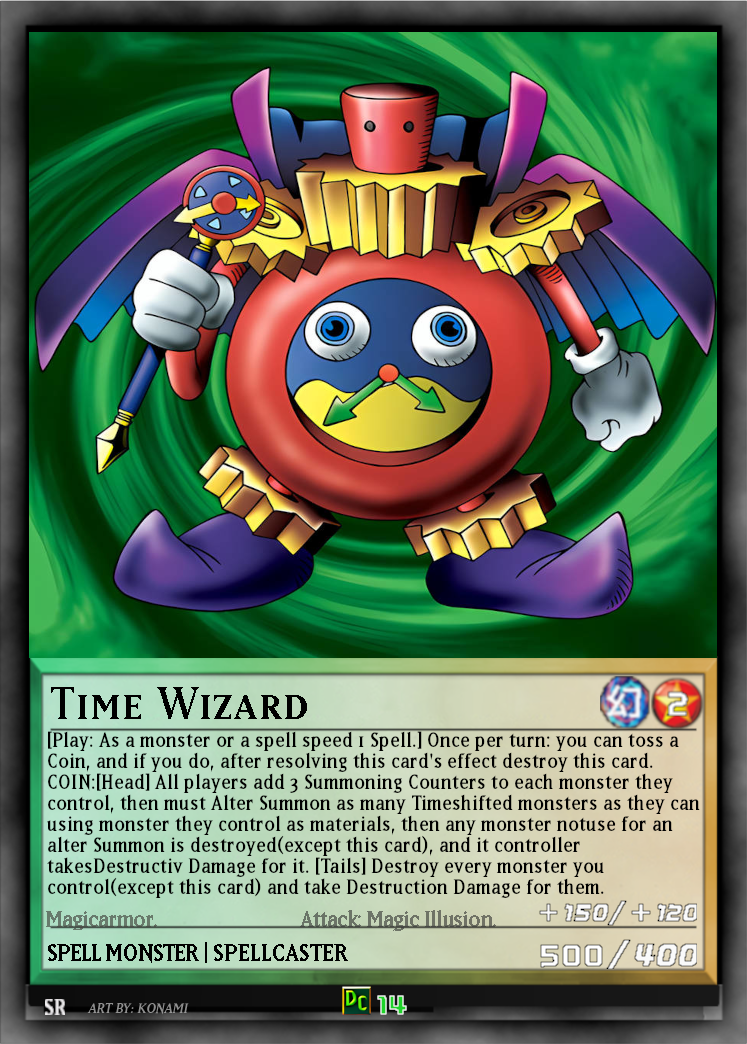 TIME WIZARD
2
[Play: As a monster or a spell speed 1 Spell.] Once per turn: you can toss a
Coin, and if you do, after resolving this card's effect destroy this card.
COIN:[Head] All players add 3 Summoning Counters to each monster they
control, then must Alter Summon as many Timeshifted monsters as they can
using monster they control as materials, then any monster notuse for an
alter Summon is destroyed(except this card), and it controller
takesDestructiv Damage for it. [Tails] Destroy every monster you
control(except this card) and take Destruction Damage for them.
Magicarmor. Attack: Magic Illusion. +150/+120
SPELL MONSTER | SPELLCASTER 500/400
SR ART BY: KONAMI DC 14